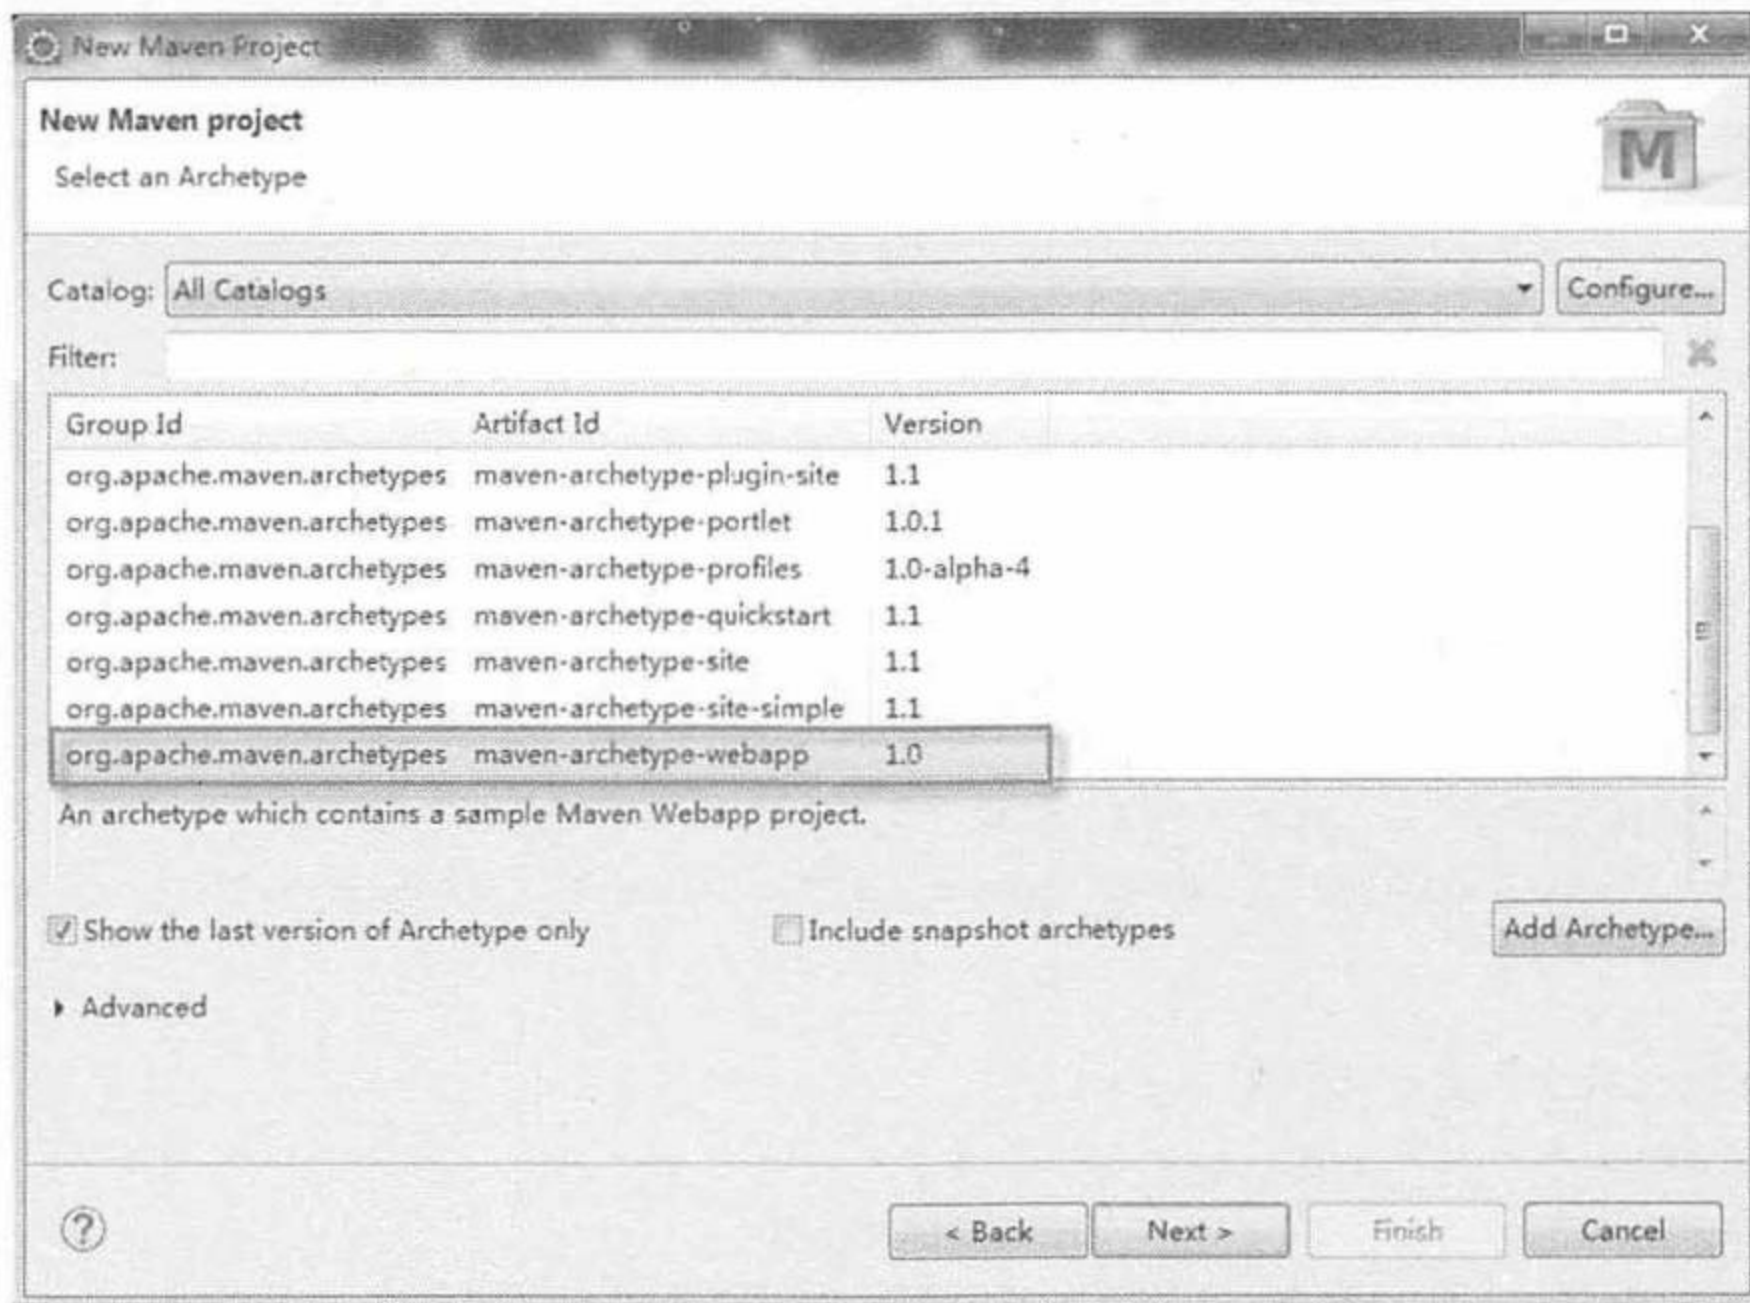 New Maven Project
New Maven project
M
Select an Archetype
Catalog: All Catalogs Configure...
Filter:
Group Id Artifact Id Version
org.apache.maven.archetypes maven-archetype-plugin-site 1.1
org.apache.maven.archetypes maven-archetype-portlet 1.0.1
org.apache.maven.archetypes maven-archetype-profiles 1.0-alpha-4
org.apache.maven.archetypes maven-archetype-quickstart 1.1
org.apache.maven.archetypes maven-archetype-site 1.1
org.apache.maven.archetypes maven-archetype-site-simple 1.1
org.apache.maven.archetypes maven-archetype-webapp 1.0
An archetype which contains a sample Maven Webapp project.
Show the last version of Archetype only Include snapshot archetypes Add Archetype...
Advanced
? < Back Next > Finish Cancel